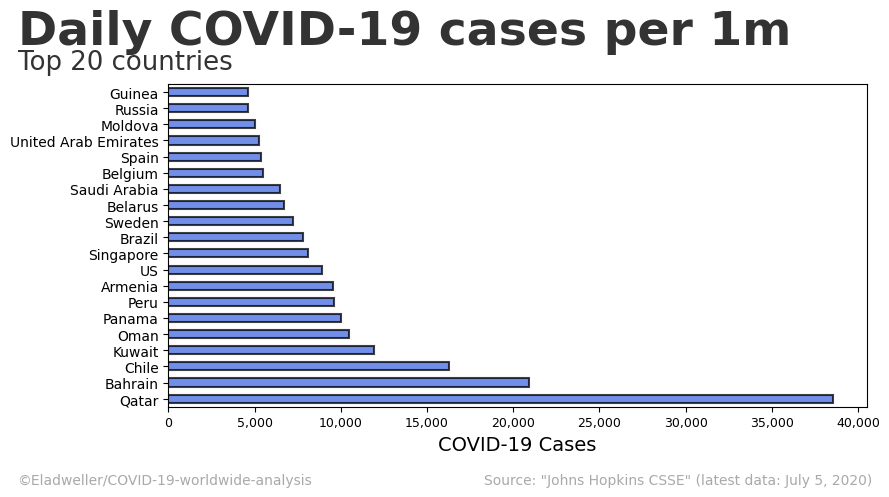 Daily COVID-19 cases per 1m
Top 20 countries
Guinea
Russia
Moldova
United Arab Emirates
Spain
Belgium
Saudi Arabia
Belarus
Sweden
Brazil
Singapore
US
Armenia
Peru
Panama
Oman
Kuwait
Chile
Bahrain
Qatar
0 5,000 10,000 15,000 20,000 25,000 30,000 35,000 40,000
COVID-19 Cases
©Eladweller/COVID-19-worldwide-analysis Source: "Johns Hopkins CSSE" (latest data: July 5, 2020)